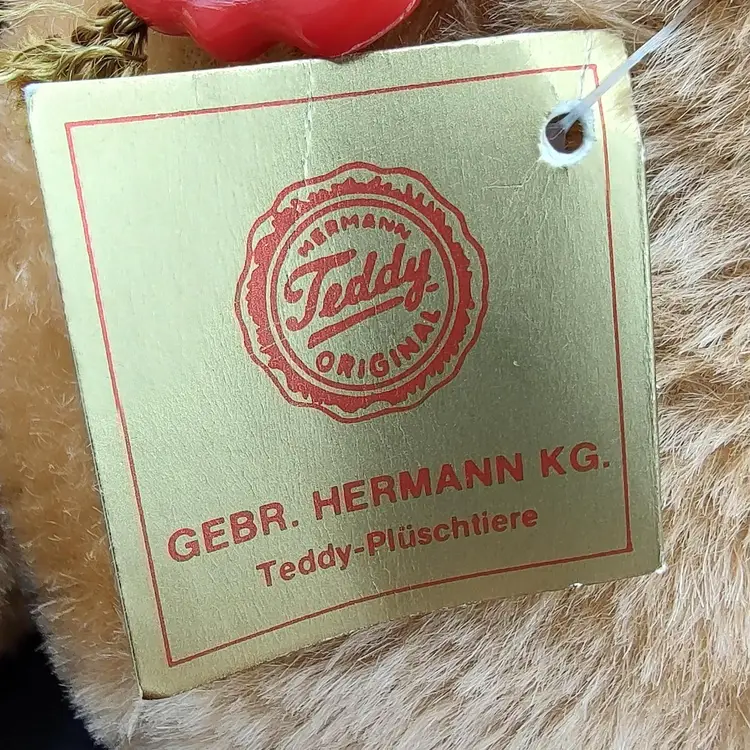 HERMANN
Teddy
ORIGINAL
GEBR. HERMANN KG.
Teddy-Plüschtiere